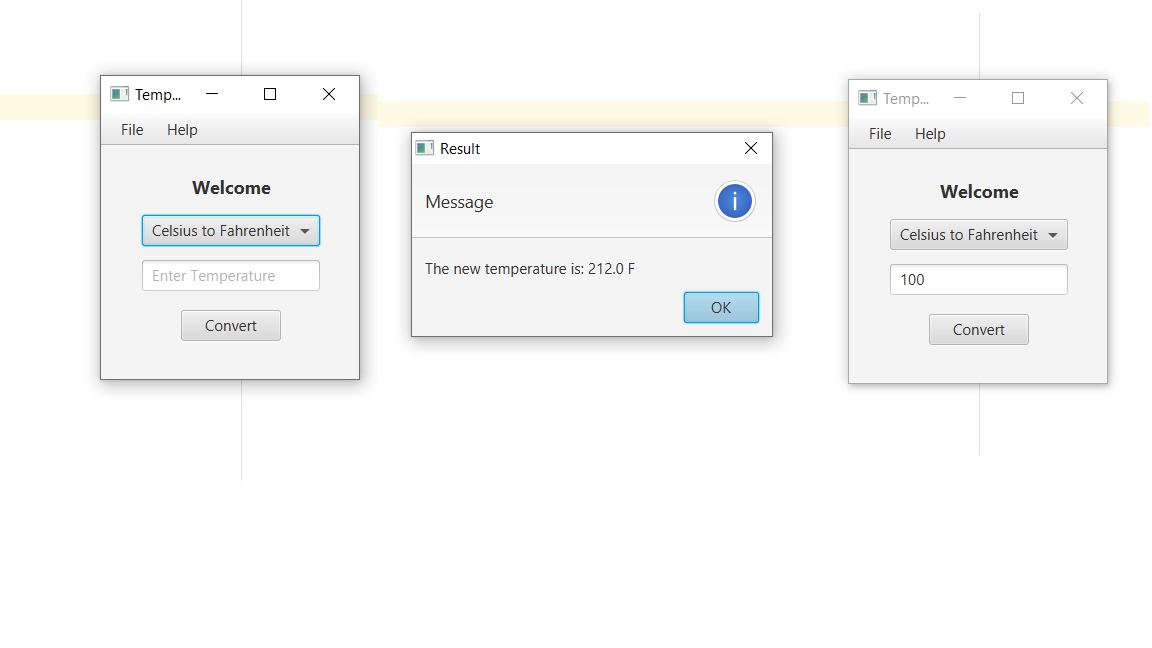 Temp...
File Help
Welcome
Celsius to Fahrenheit
Enter Temperature
Convert
Result
Message
The new temperature is: 212.0 F
OK
Temp...
File Help
Welcome
Celsius to Fahrenheit
100
Convert